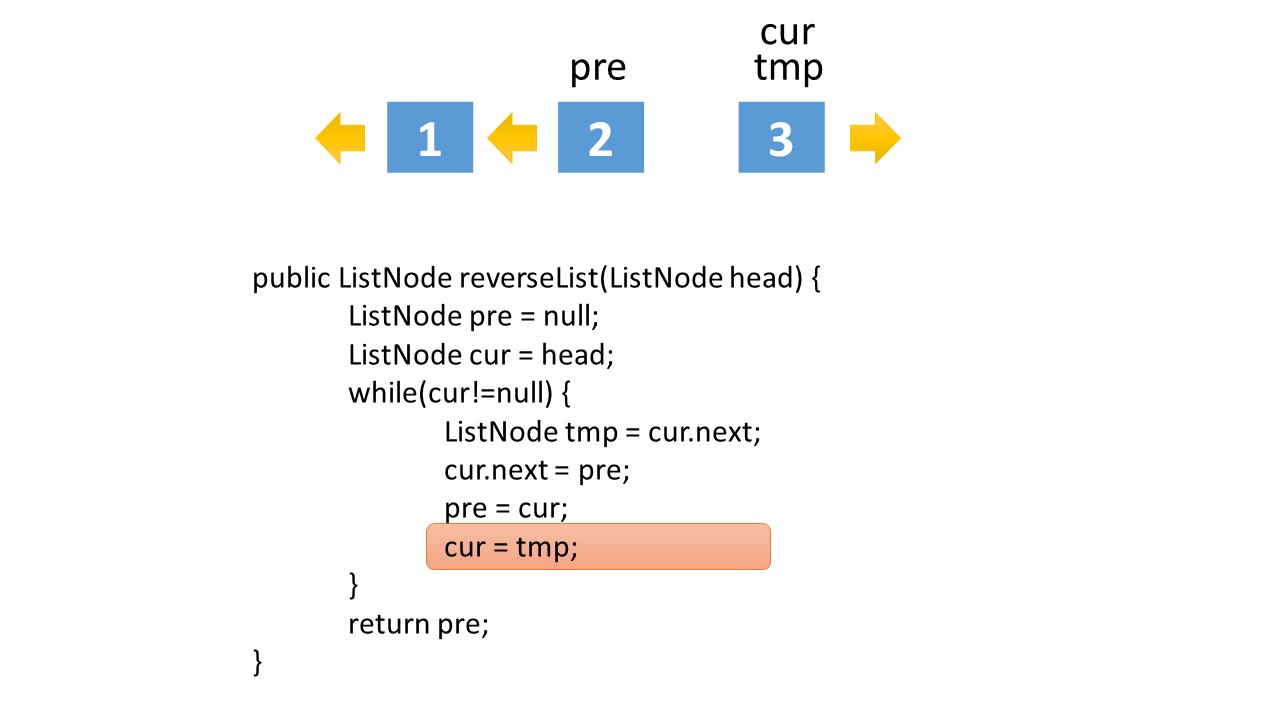 cur
pre tmp
1 2 3
public ListNode reverseList(ListNode head) {
ListNode pre = null;
ListNode cur = head;
while(cur!=null) {
ListNode tmp = cur.next;
cur.next = pre;
pre = cur;
cur = tmp;
}
return pre;
}